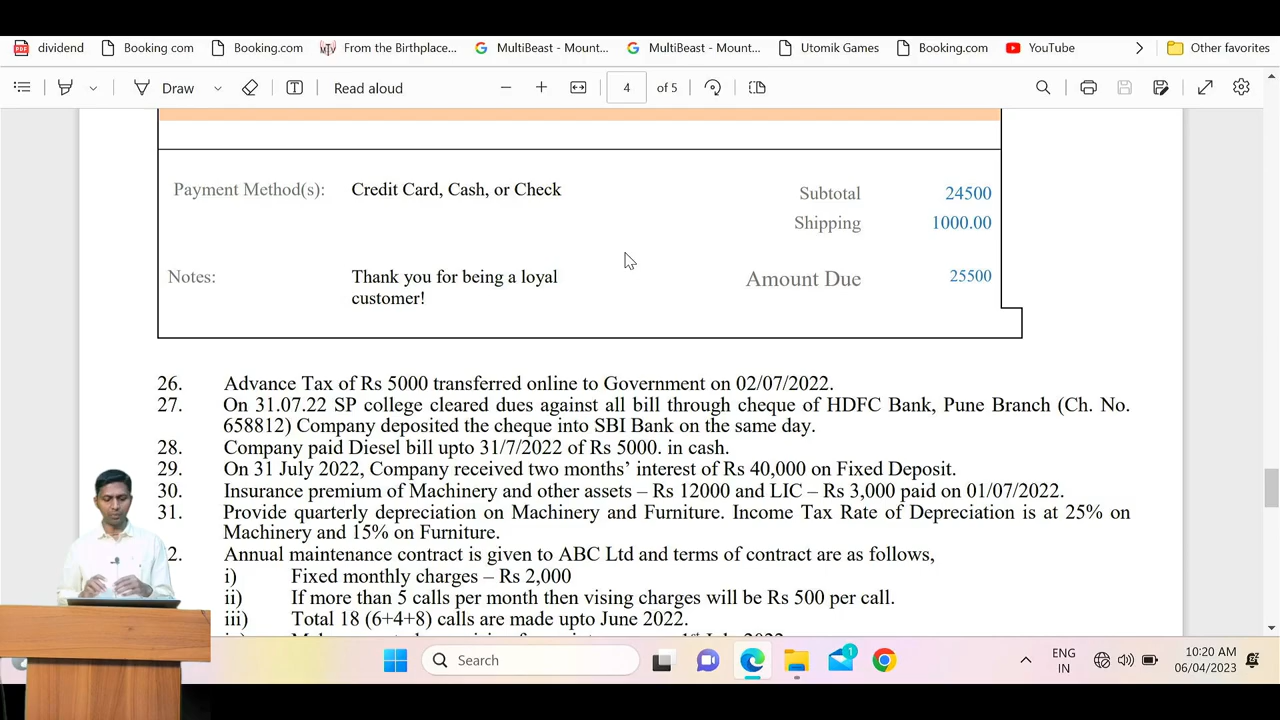 dividend
Booking com
Booking.com
From the Birthplace...
MultiBeast - Mount...
MultiBeast - Mount...
Utomik Games
Booking.com
YouTube
Other favorites
Draw
Read aloud
4
of 5
Payment Method(s): Credit Card, Cash, or Check
Subtotal 24500
Shipping 1000.00
Notes: Thank you for being a loyal
customer!
Amount Due 25500
26. Advance Tax of Rs 5000 transferred online to Government on 02/07/2022.
27. On 31.07.22 SP college cleared dues against all bill through cheque of HDFC Bank, Pune Branch (Ch. No.
658812) Company deposited the cheque into SBI Bank on the same day.
28. Company paid Diesel bill upto 31/7/2022 of Rs 5000. in cash.
29. On 31 July 2022, Company received two months' interest of Rs 40,000 on Fixed Deposit.
30. Insurance premium of Machinery and other assets – Rs 12000 and LIC – Rs 3,000 paid on 01/07/2022.
31. Provide quarterly depreciation on Machinery and Furniture. Income Tax Rate of Depreciation is at 25% on
Machinery and 15% on Furniture.
2. Annual maintenance contract is given to ABC Ltd and terms of contract are as follows,
i) Fixed monthly charges – Rs 2,000
ii) If more than 5 calls per month then vising charges will be Rs 500 per call.
iii) Total 18 (6+4+8) calls are made upto June 2022.
Search
1
ENG
IN
10:20 AM
06/04/2023